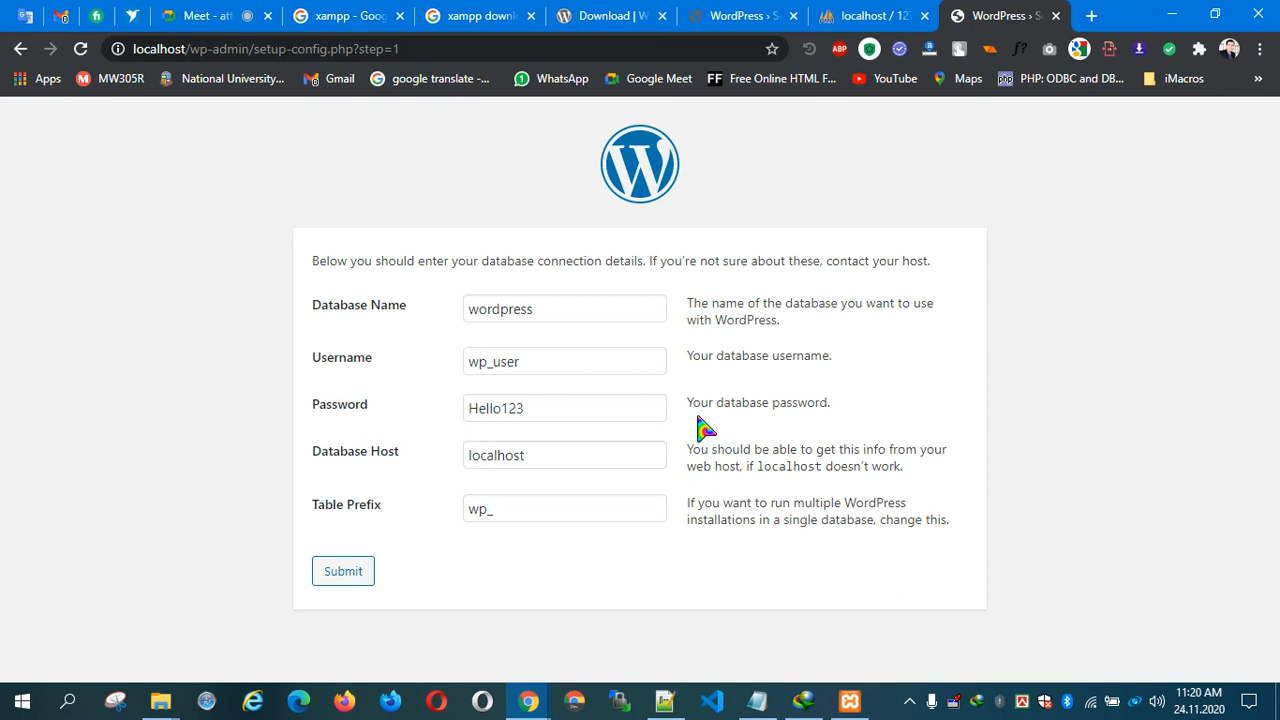 Meet - att
xampp - Goog
xampp downl
Download | W
WordPress › S
localhost / 12
WordPress › S
localhost/wp-admin/setup-config.php?step=1
ABP
f?
Apps
MW305R
National University...
Gmail
google translate -...
WhatsApp
Google Meet
FF
Free Online HTML F...
YouTube
Maps
php
PHP: ODBC and DB...
iMacros
»
Below you should enter your database connection details. If you’re not sure about these, contact your host.
Database Name
wordpress
The name of the database you want to use
with WordPress.
Username
wp_user
Your database username.
Password
Hello123
Your database password.
Database Host
localhost
You should be able to get this info from your
web host, if localhost doesn’t work.
Table Prefix
wp_
If you want to run multiple WordPress
installations in a single database, change this.
Submit
11:20 AM
24.11.2020